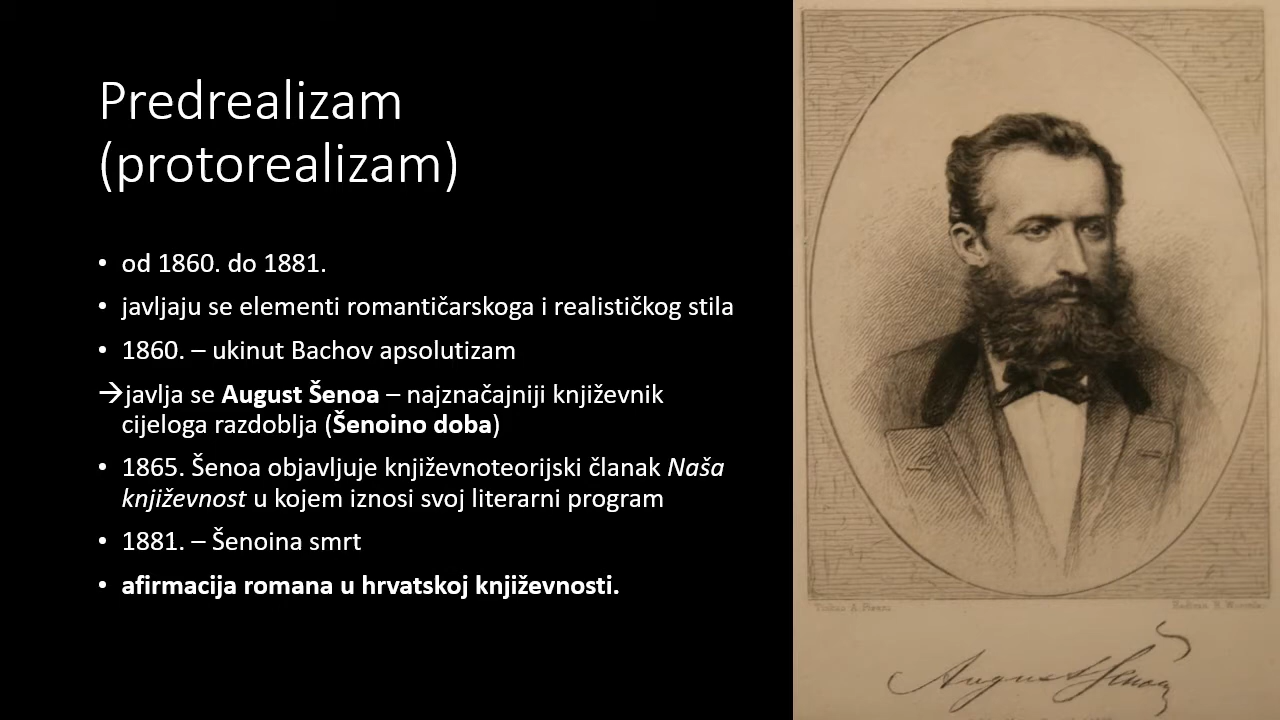 Predrealizam
(protorealizam)
• od 1860. do 1881.
• javljaju se elementi romantičarskoga i realističkog stila
• 1860. – ukinut Bachov apsolutizam
→javlja se August Šenoa – najznačajniji književnik
cijeloga razdoblja (Šenoino doba)
• 1865. Šenoa objavljuje književnoteorijski članak Naša
književnost u kojem iznosi svoj literarni program
• 1881. – Šenoina smrt
• afirmacija romana u hrvatskoj književnosti.
August Šenoa